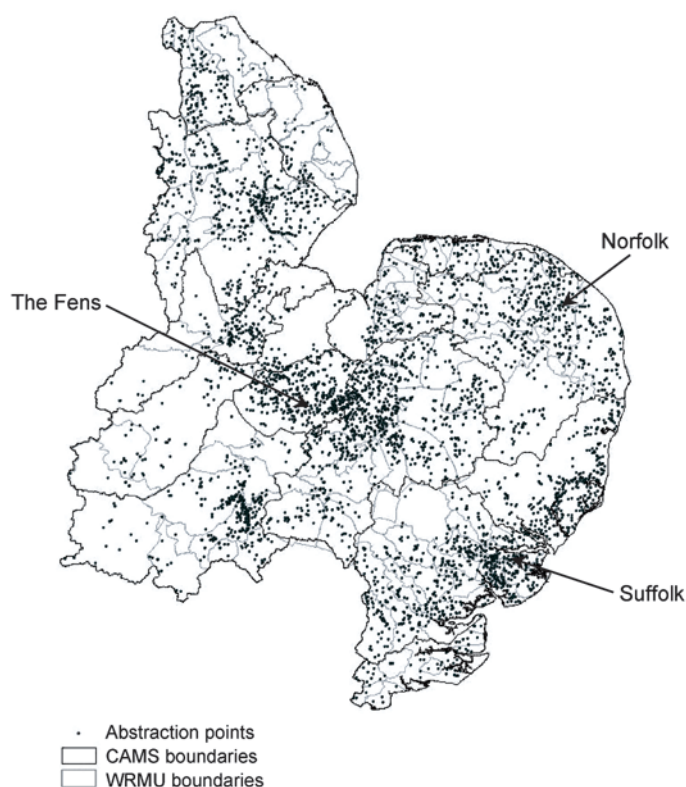 Norfolk
The Fens
Suffolk
Abstraction points
CAMS boundaries
WRMU boundaries